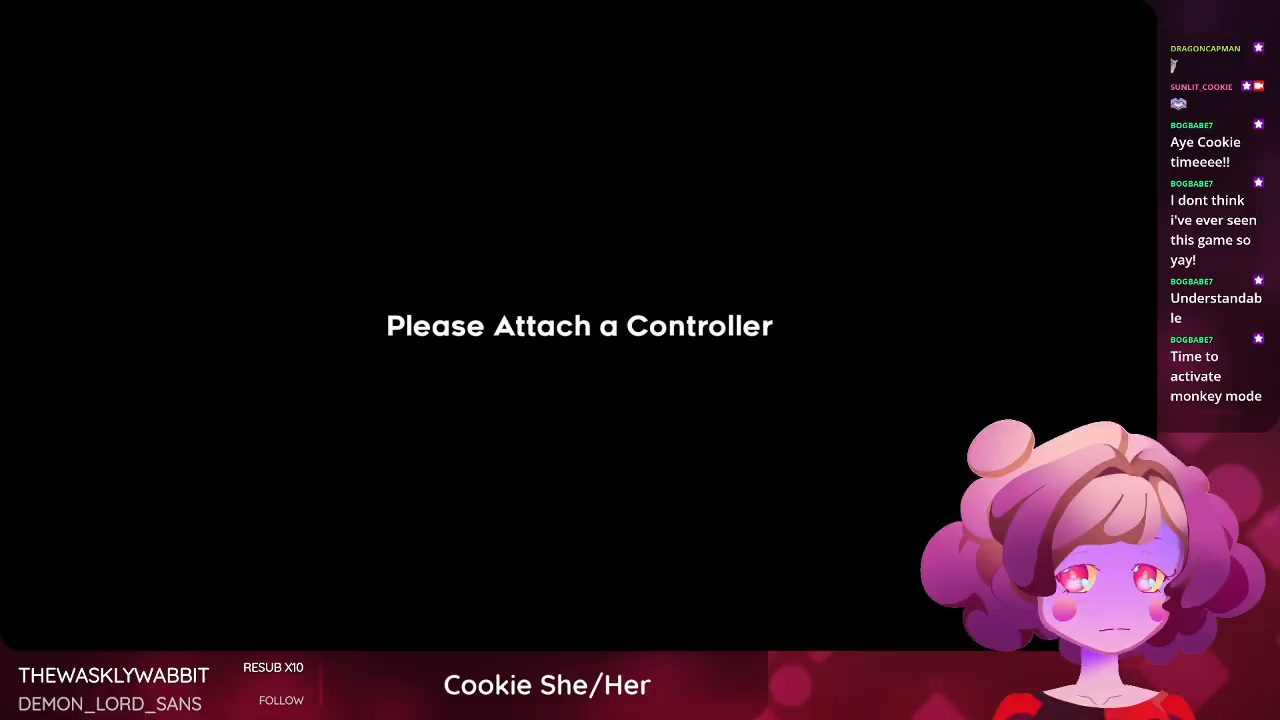 Please Attach a Controller
DRAGONCAPMAN
SUNLIT_COOKIE
BOGBABE7
Aye Cookie
timeeee!!
BOGBABE7
I dont think
i've ever seen
this game so
yay!
BOGBABE7
Understandab
le
BOGBABE7
Time to
activate
monkey mode
THEWASKLYWABBIT
RESUB X10
DEMON_LORD_SANS
FOLLOW
Cookie She/Her